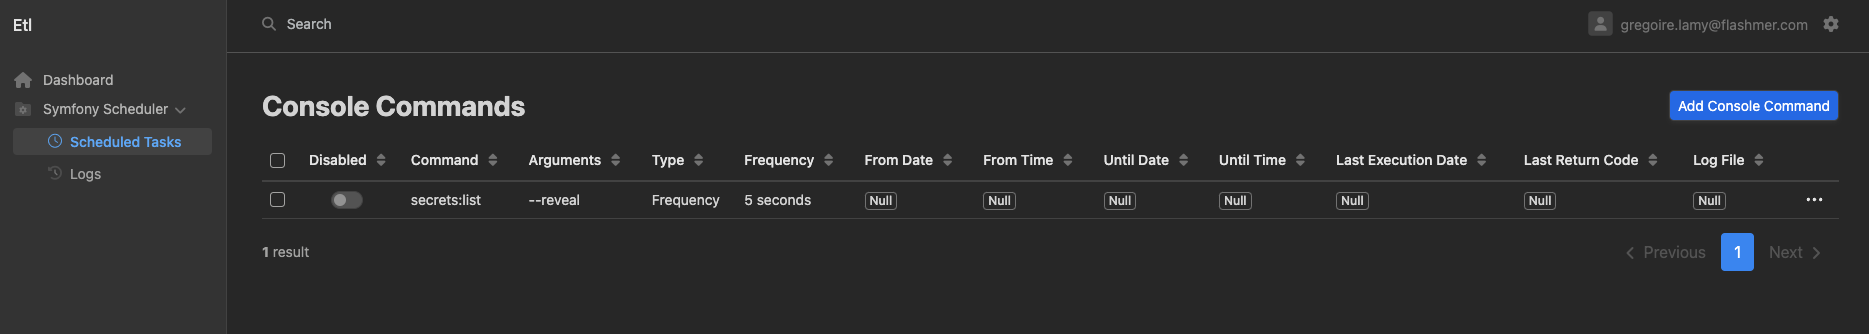 Etl
Search
gregoire.lamy@flashmer.com
Dashboard
Symfony Scheduler
Scheduled Tasks
Logs
Console Commands
Add Console Command
Disabled Command Arguments Type Frequency From Date From Time Until Date Until Time Last Execution Date Last Return Code Log File
secrets:list --reveal Frequency 5 seconds Null Null Null Null Null Null Null ...
1 result
Previous 1 Next